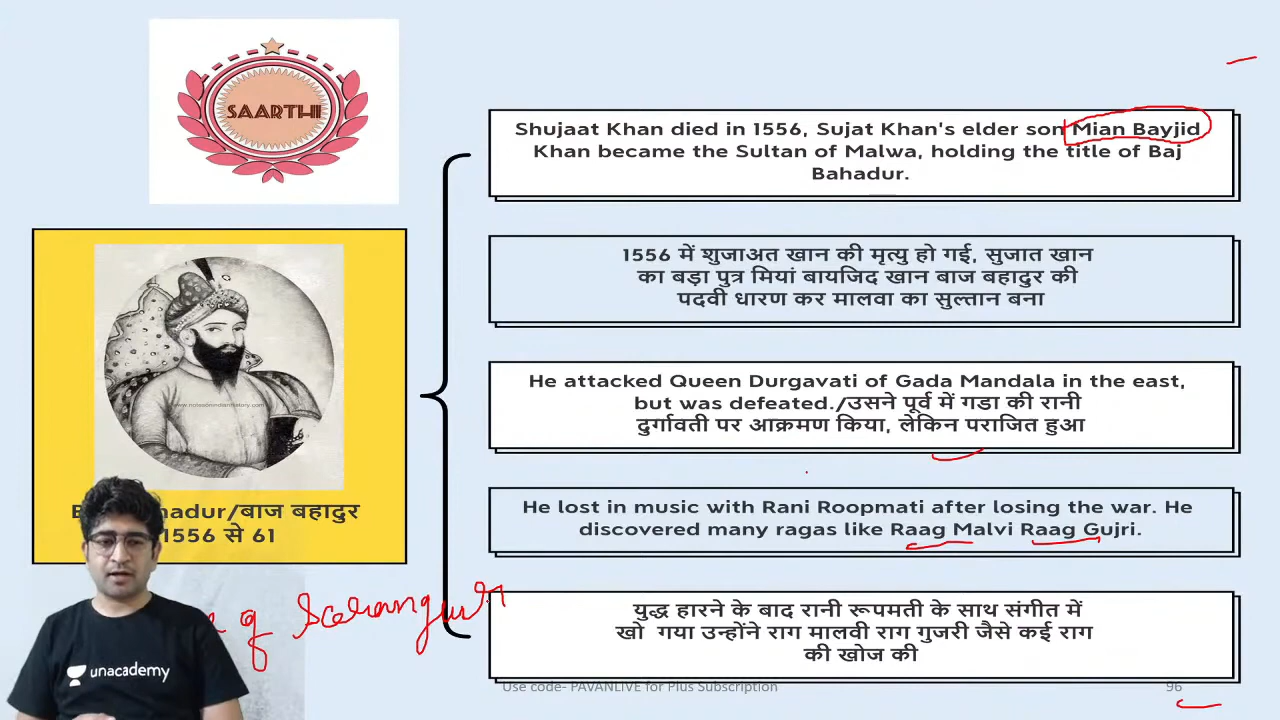 SAARTHI
Shujaat Khan died in 1556, Sujat Khan's elder son Mian Bayjid
Khan became the Sultan of Malwa, holding the title of Baj
Bahadur.
1556 में शुजाअत खान की मृत्यु हो गई, सुजात खान
का बड़ा पुत्र मियां बायजिद खान बाज बहादुर की
पदवी धारण कर मालवा का सुल्तान बना
He attacked Queen Durgavati of Gada Mandala in the east,
but was defeated./उसने पूर्व में गडा की रानी
दुर्गावती पर आक्रमण किया, लेकिन पराजित हुआ
He lost in music with Rani Roopmati after losing the war. He
discovered many ragas like Raag Malvi Raag Gujri.
युद्ध हारने के बाद रानी रूपमती के साथ संगीत में
खो गया उन्होंने राग मालवी राग गुजरी जैसे कई राग
की खोज की
बाज बहादुर
1556 से 61
of Sarangpur
unacademy
Use code- PAVANLIVE for Plus Subscription
96